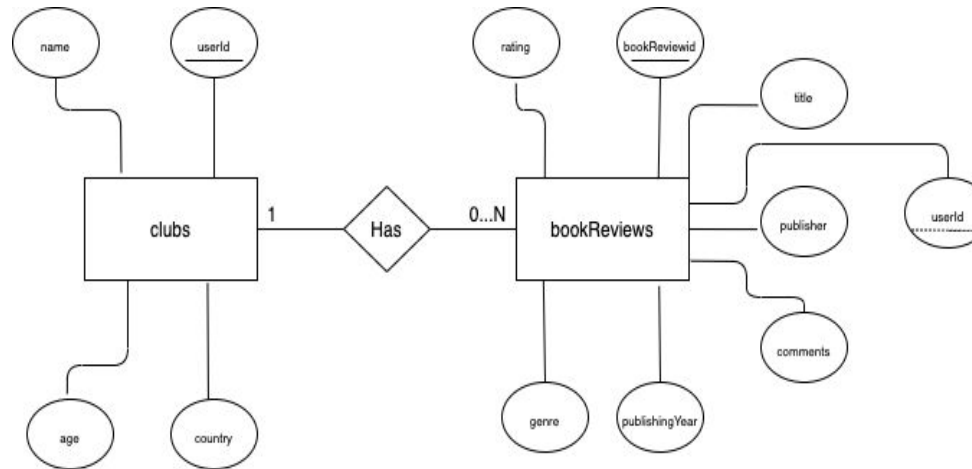 name
userId
rating
bookReviewid
title
clubs
1
Has
0...N
bookReviews
publisher
userId
comments
age
country
genre
publishingYear